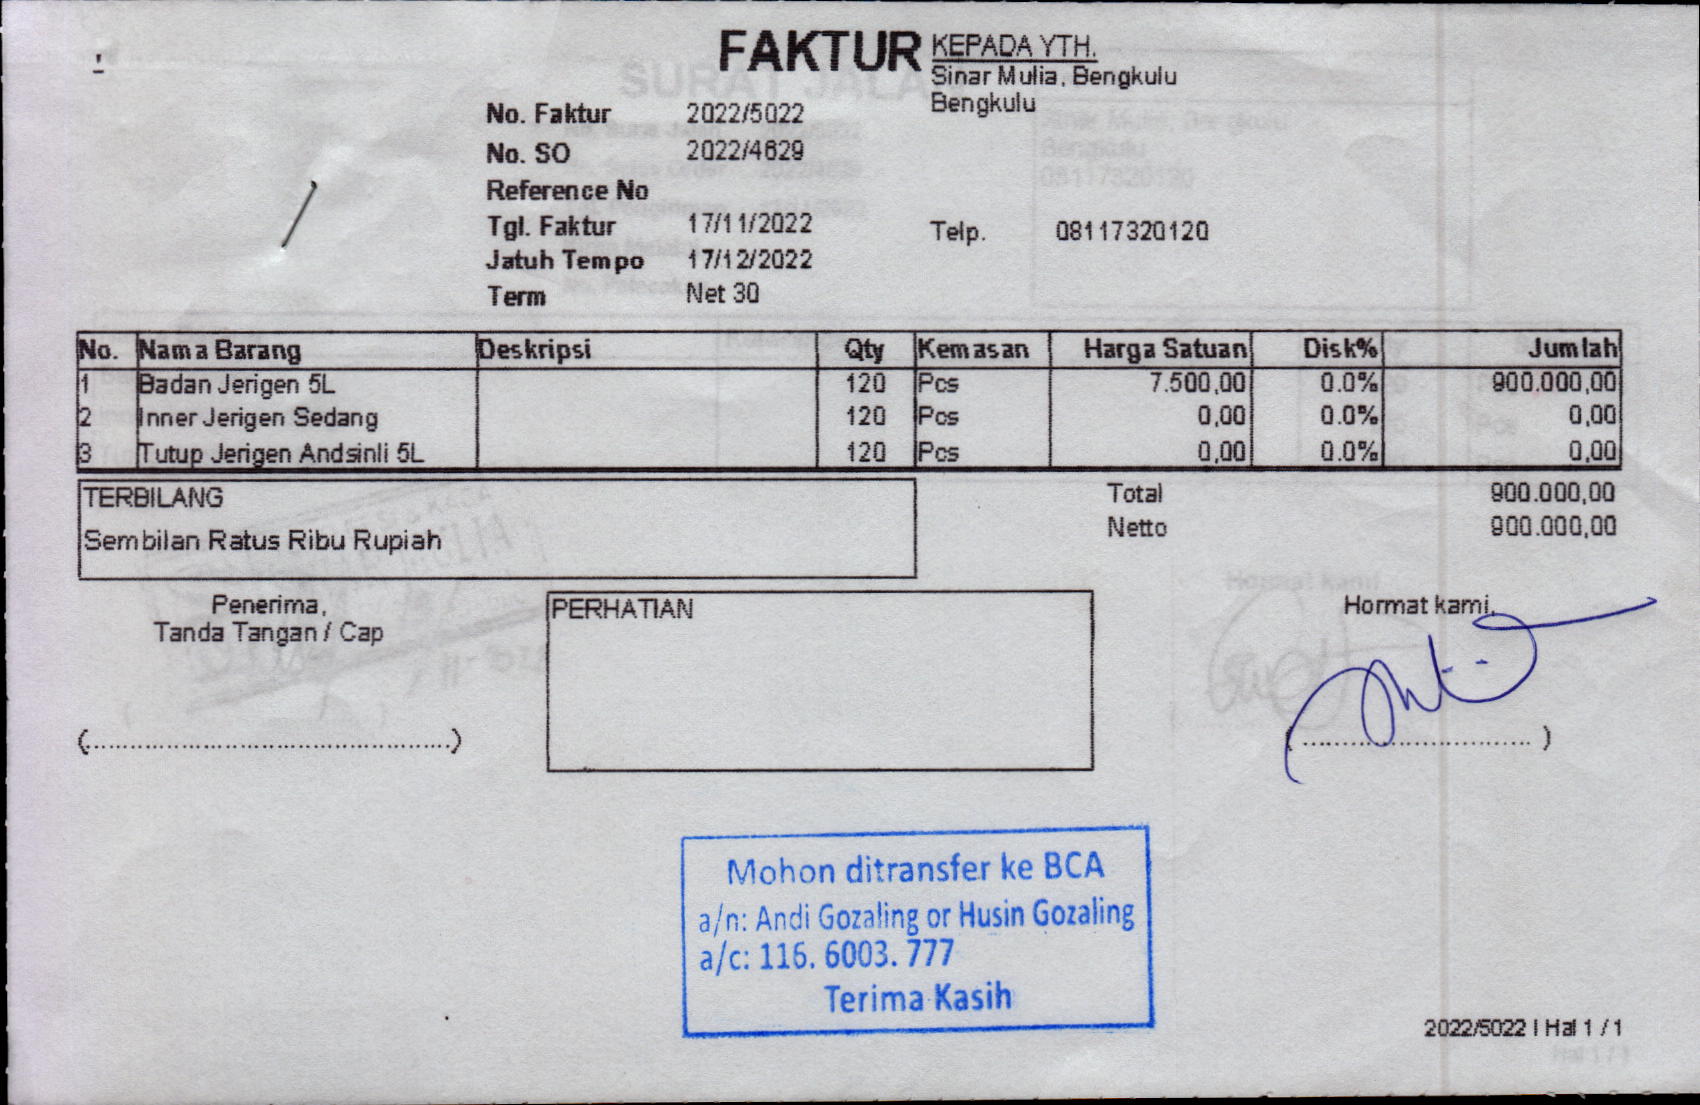 FAKTUR
KEPADA YTH.
Sinar Mulia, Bengkulu
Bengkulu
No. Faktur 2022/5022
No. SO 2022/4629
Reference No
Tgl. Faktur 17/11/2022
Telp. 08117320120
Jatuh Tempo 17/12/2022
Term Net 30
No. Nama Barang Deskripsi Qty Kemasan Harga Satuan Disk% Jumlah
1 Badan Jerigen 5L 120 Pcs 7.500,00 0.0% 900.000,00
2 Inner Jerigen Sedang 120 Pcs 0,00 0.0% 0,00
3 Tutup Jerigen Andsinli 5L 120 Pcs 0,00 0.0% 0,00
TERBILANG
Sembilan Ratus Ribu Rupiah
Total 900.000,00
Netto 900.000,00
Penerima,
Tanda Tangan / Cap
PERHATIAN
Hormat kami,
(................................................)
(............................. )
Mohon ditransfer ke BCA
a/n: Andi Gozaling or Husin Gozaling
a/c: 116. 6003. 777
Terima Kasih
2022/5022 | Hal 1 / 1